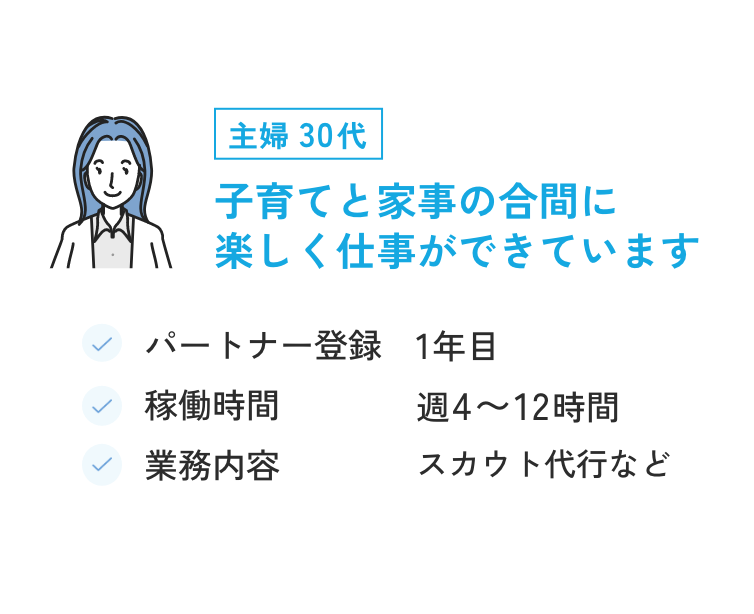 主婦 30代
子育てと家事の合間に
楽しく仕事ができています
パートナー登録 1年目
稼働時間 週4〜12時間
業務内容 スカウト代行など